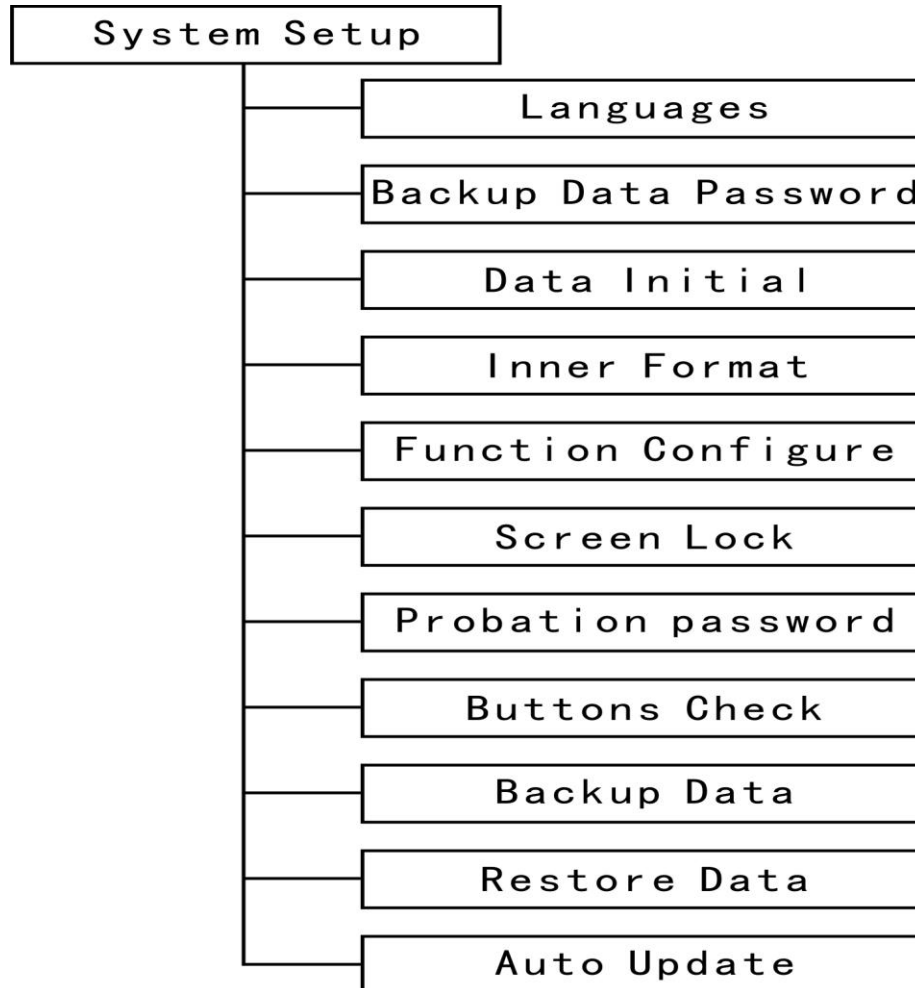 System Setup
Languages
Backup Data Password
Data Initial
Inner Format
Function Configure
Screen Lock
Probation password
Buttons Check
Backup Data
Restore Data
Auto Update